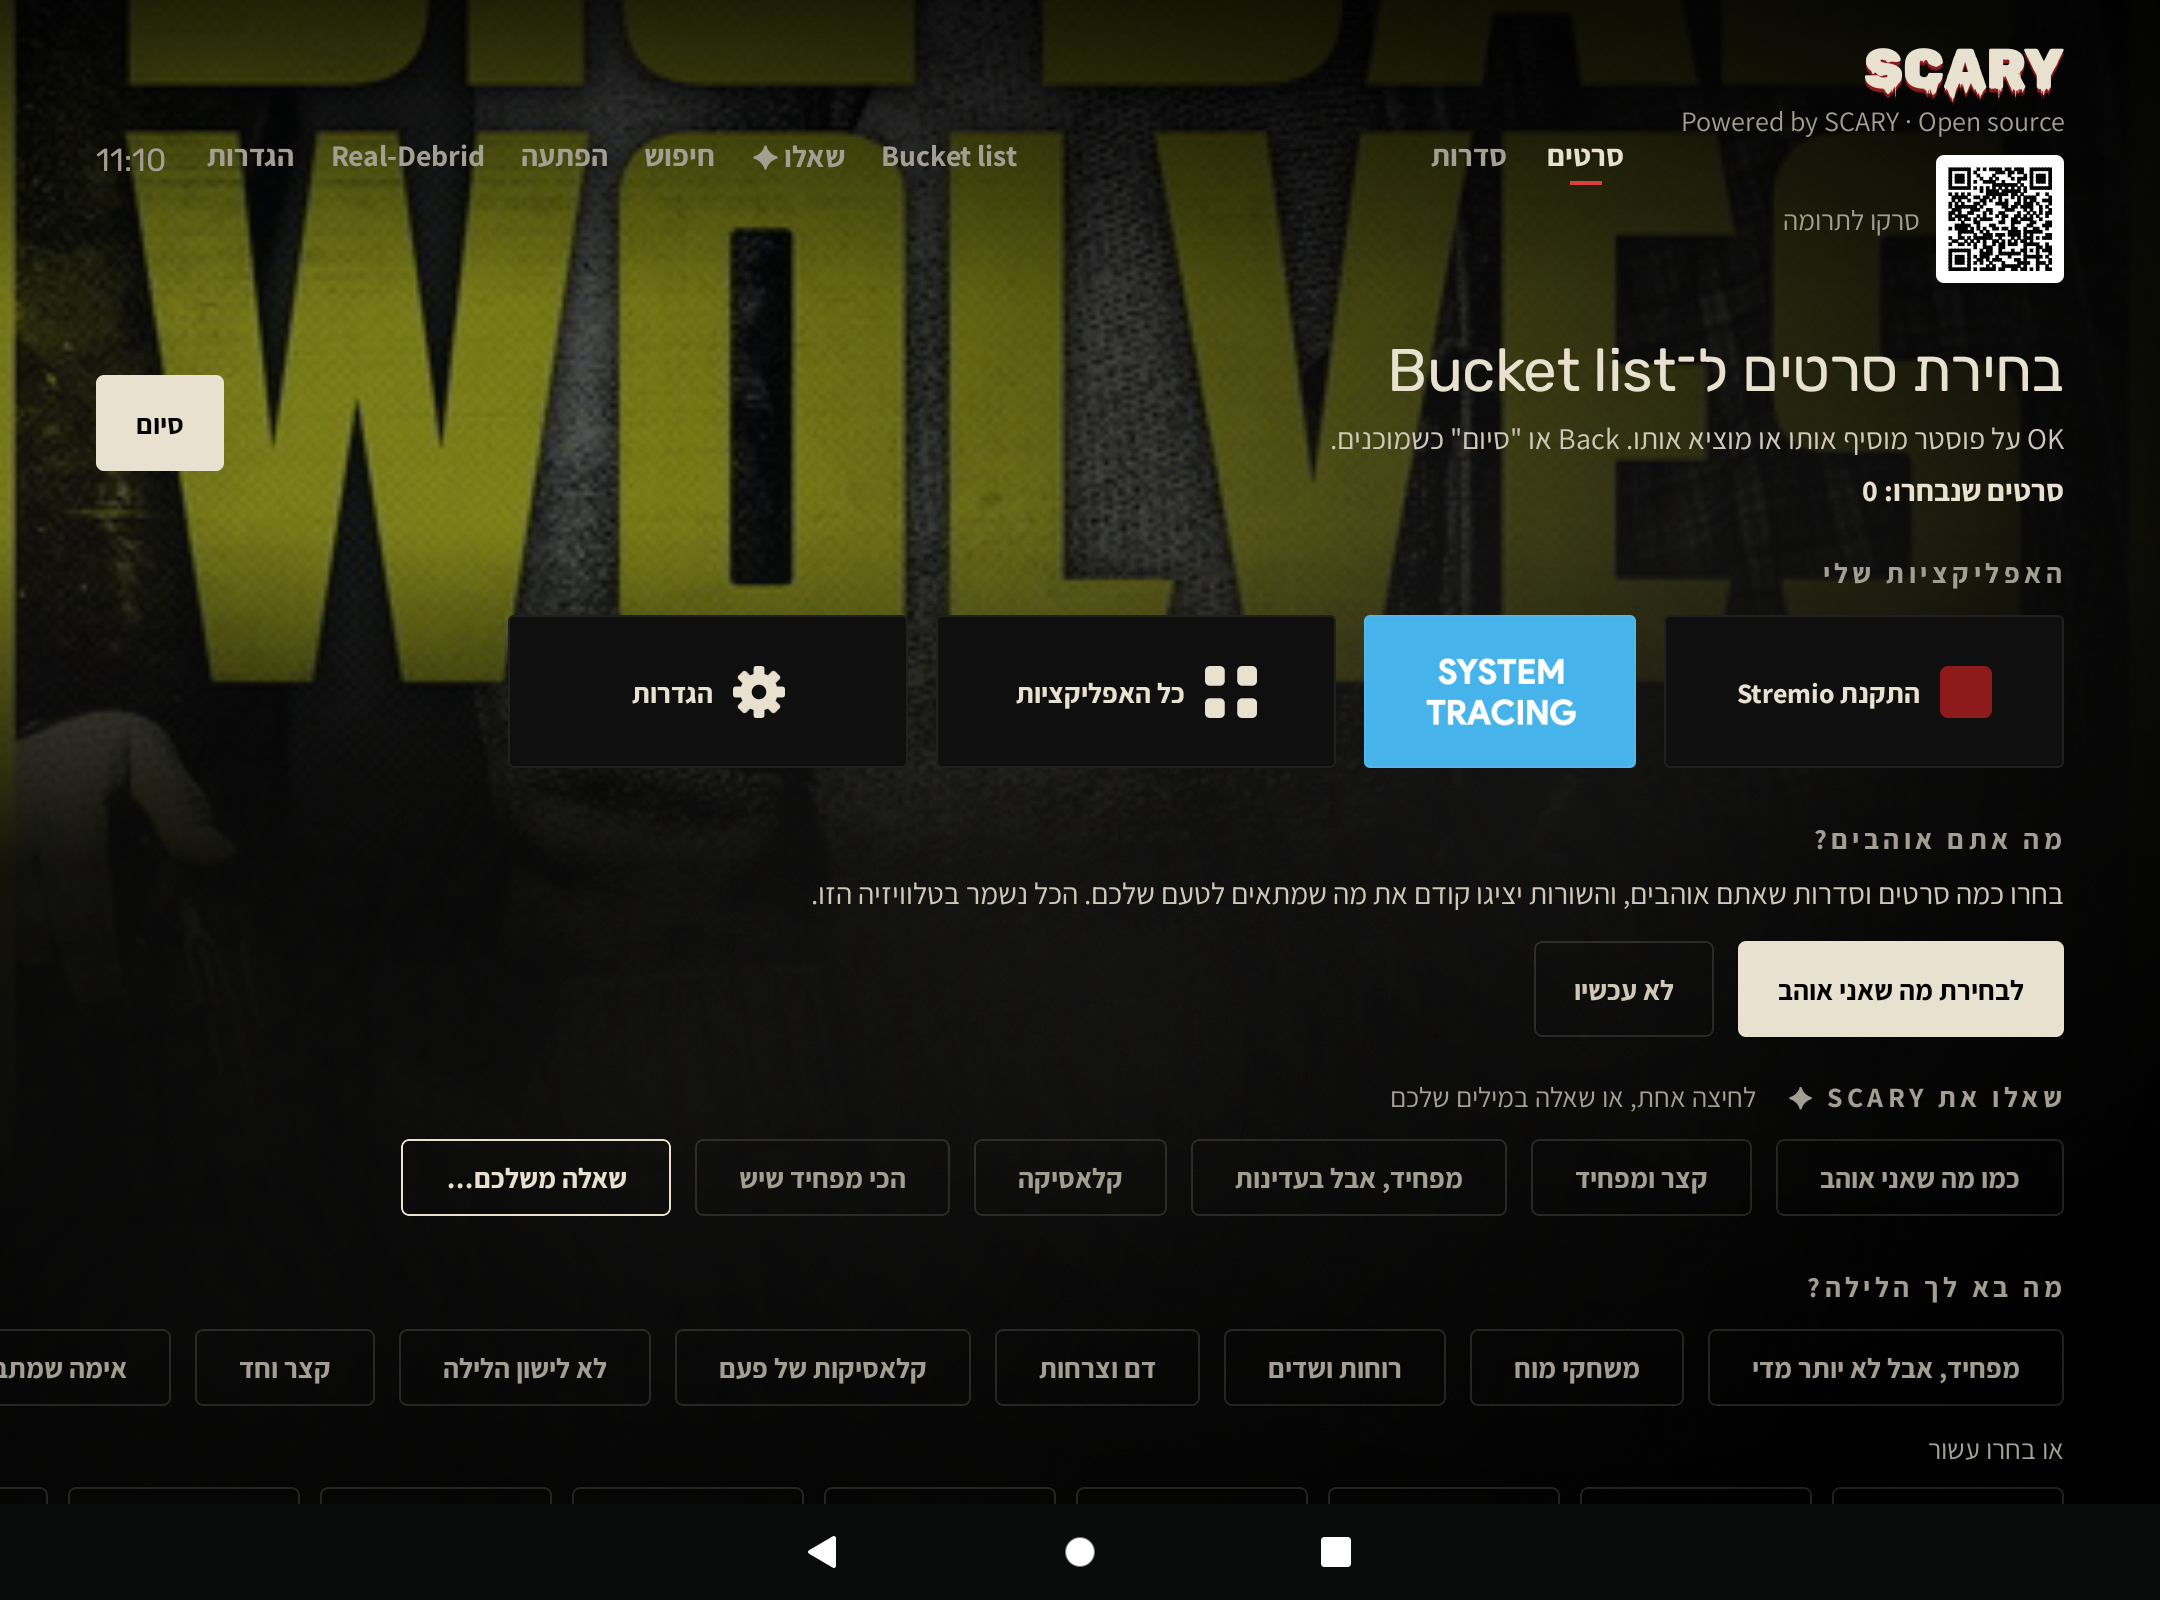 SCARY
Powered by SCARY · Open source
סרטים
סדרות
Bucket list
שאלו
חיפוש
הפתעה
Real-Debrid
הגדרות
11:10
סרקו לתרומה
WOLVES
בחירת סרטים ל־Bucket list
OK על פוסטר מוסיף אותו או מוציא אותו. Back או "סיום" כשמוכנים.
סיום
סרטים שנבחרו: 0
האפליקציות שלי
התקנת Stremio
SYSTEM
TRACING
כל האפליקציות
הגדרות
מה אתם אוהבים?
בחרו כמה סרטים וסדרות שאתם אוהבים, והשורות יציגו קודם את מה שמתאים לטעם שלכם. הכל נשמר בטלוויזיה הזו.
לבחירת מה שאני אוהב
לא עכשיו
שאלו את SCARY
לחיצה אחת, או שאלה במילים שלכם
כמו מה שאני אוהב
קצר ומפחיד
מפחיד, אבל בעדינות
קלאסיקה
הכי מפחיד שיש
שאלה משלכם...
מה בא לך הלילה?
מפחיד, אבל לא יותר מדי
משחקי מוח
רוחות ושדים
דם וצרחות
קלאסיקות של פעם
לא לישון הלילה
קצר וחד
אימה
או בחרו עשור